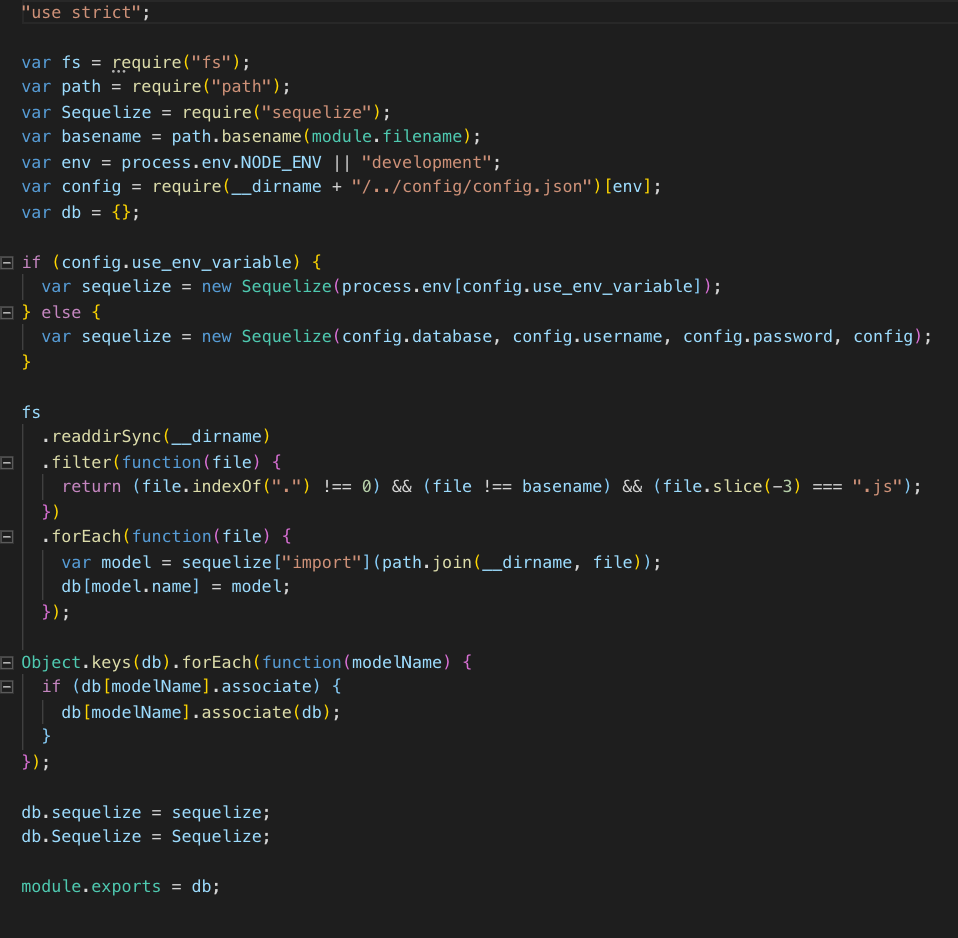 "use strict";
var fs = require("fs");
var path = require("path");
var Sequelize = require("sequelize");
var basename = path.basename(module.filename);
var env = process.env.NODE_ENV || "development";
var config = require(__dirname + "/../config/config.json")[env];
var db = {};
if (config.use_env_variable) {
  var sequelize = new Sequelize(process.env[config.use_env_variable]);
} else {
  var sequelize = new Sequelize(config.database, config.username, config.password, config);
}
fs
  .readdirSync(__dirname)
  .filter(function(file) {
    return (file.indexOf(".") !== 0) && (file !== basename) && (file.slice(-3) === ".js");
  })
  .forEach(function(file) {
    var model = sequelize["import"](path.join(__dirname, file));
    db[model.name] = model;
  });
Object.keys(db).forEach(function(modelName) {
  if (db[modelName].associate) {
    db[modelName].associate(db);
  }
});
db.sequelize = sequelize;
db.Sequelize = Sequelize;
module.exports = db;